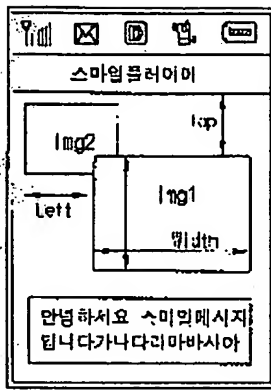 스마일플레이어
Top
Img2
Img1
Left
Width
안녕하세요 스마일메시지
입니다가나다라마바사아